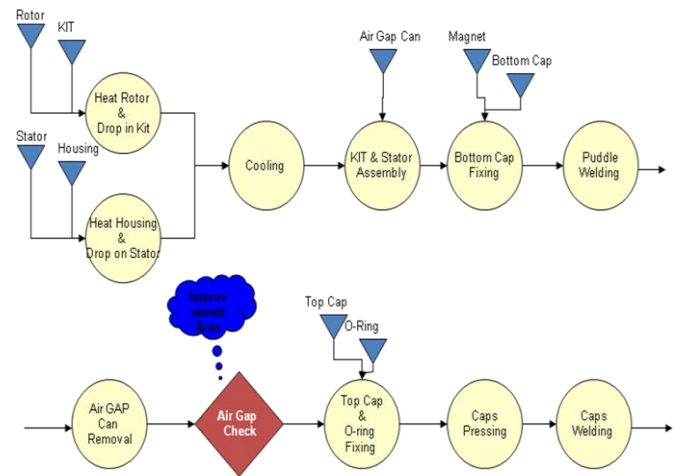 Rotor
KIT
Heat Rotor
&
Drop in Kit
Stator
Housing
Heat Housing
&
Drop on Stator
Cooling
Air Gap Can
KIT & Stator
Assembly
Magnet
Bottom Cap
Bottom Cap
Fixing
Puddle
Welding
Air GAP
Can
Removal
Improv
ement
Area
Air Gap
Check
Top Cap
O-Ring
Top Cap
&
O-ring
Fixing
Caps
Pressing
Caps
Welding